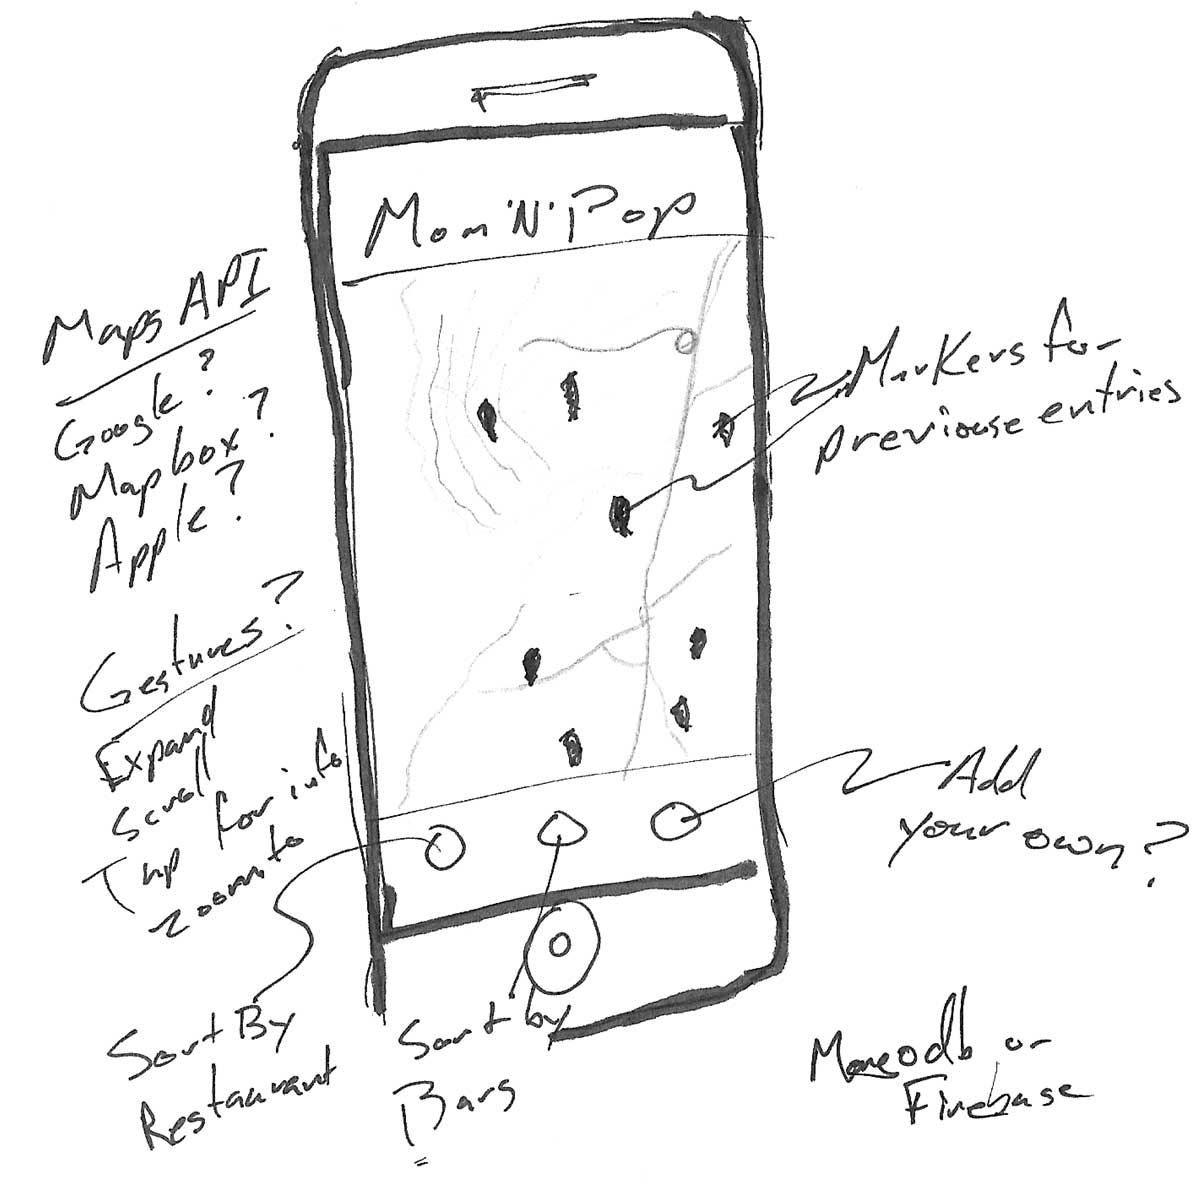 Mom 'N' Pop
Maps API
Google?
Mapbox?
Apple?
Gestures?
Expand
Scroll
Tap for info
zoom to
Markers for
previouse entries
Add
your own?
Sort By
Restaurant
Sort by
Bars
Mongodb or
Firebase